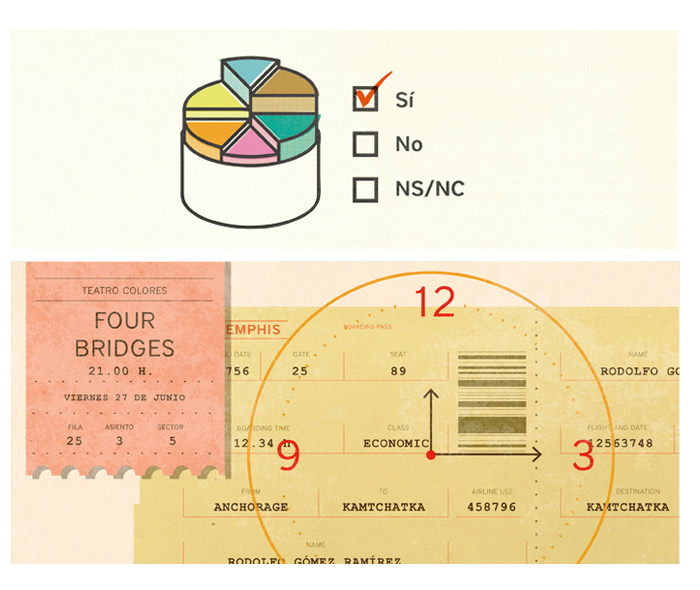 Sí
No
NS/NC
TEATRO COLORES
FOUR
BRIDGES
21.00 H.
VIERNES 27 DE JUNIO
FILA ASIENTO SECTOR
25 3 5
EMPHIS
BOARDING PASS
DATE GATE SEAT NAME
756 25 89 RODOLFO GO
BOARDING TIME CLASS FLIGHT AND DATE
12.34 H ECONOMIC 12563748
FROM TO AIRLINE USE DESTINATION
ANCHORAGE KAMTCHATKA 458796 KAMTCHATKA
NAME
RODOLFO GÓMEZ RAMÍREZ
12
9
3